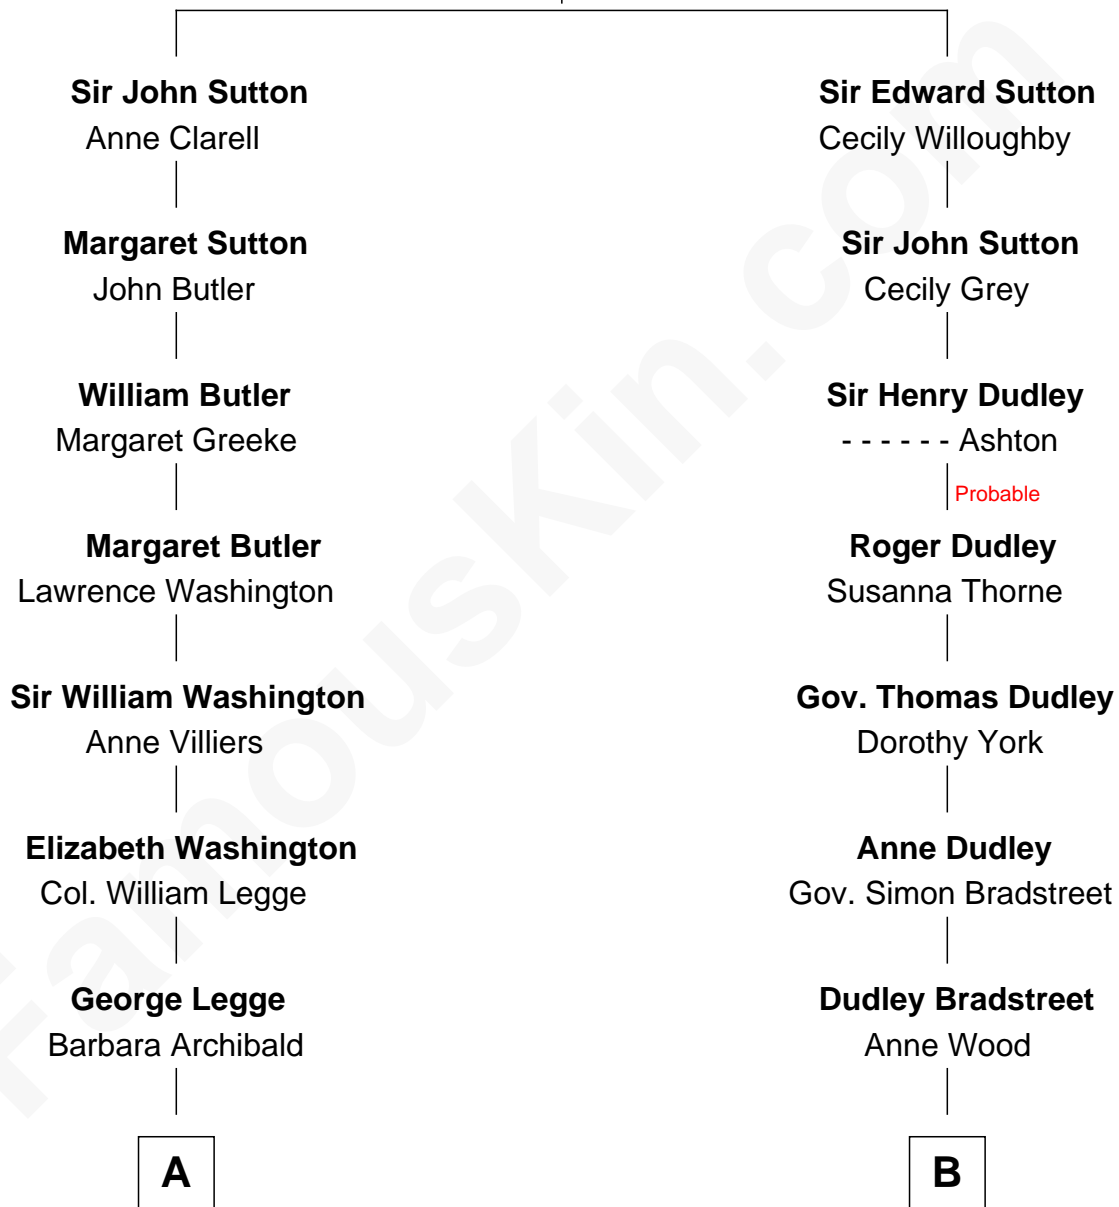 Sir John Sutton
Anne Clarell
Margaret Sutton
John Butler
William Butler
Margaret Greeke
Margaret Butler
Lawrence Washington
Sir William Washington
Anne Villiers
Elizabeth Washington
Col. William Legge
George Legge
Barbara Archibald
A
Sir Edward Sutton
Cecily Willoughby
Sir John Sutton
Cecily Grey
Sir Henry Dudley
- - - - - - Ashton
Probable
Roger Dudley
Susanna Thorne
Gov. Thomas Dudley
Dorothy York
Anne Dudley
Gov. Simon Bradstreet
Dudley Bradstreet
Anne Wood
B
FamousKin.com